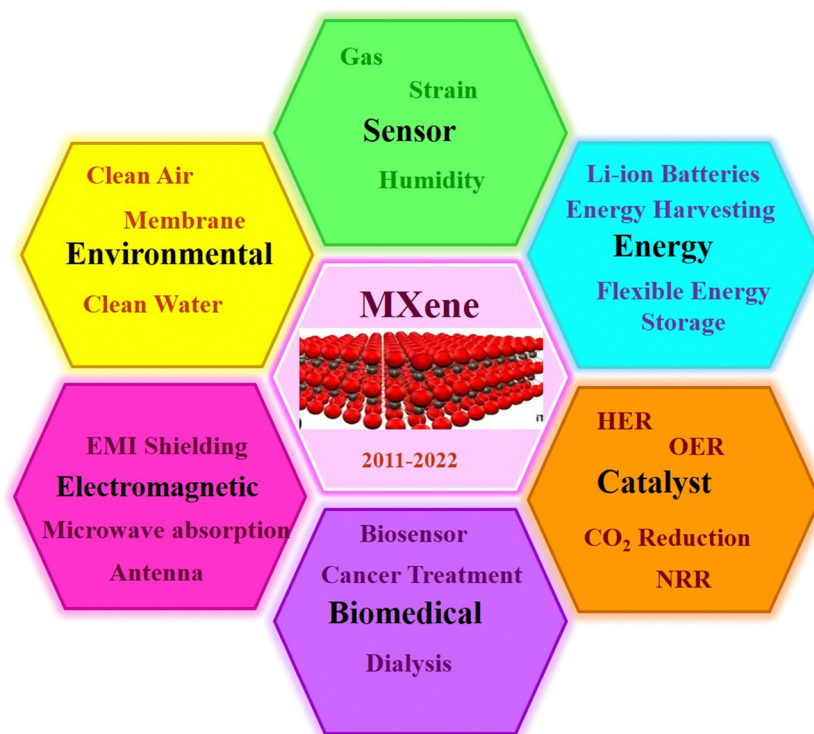 Gas
Strain
Sensor
Humidity
Clean Air
Membrane
Environmental
Clean Water
Li-ion Batteries
Energy Harvesting
Energy
Flexible Energy
Storage
MXene
2011-2022
EMI Shielding
Electromagnetic
Microwave absorption
Antenna
HER
OER
Catalyst
CO₂ Reduction
NRR
Biosensor
Cancer Treatment
Biomedical
Dialysis